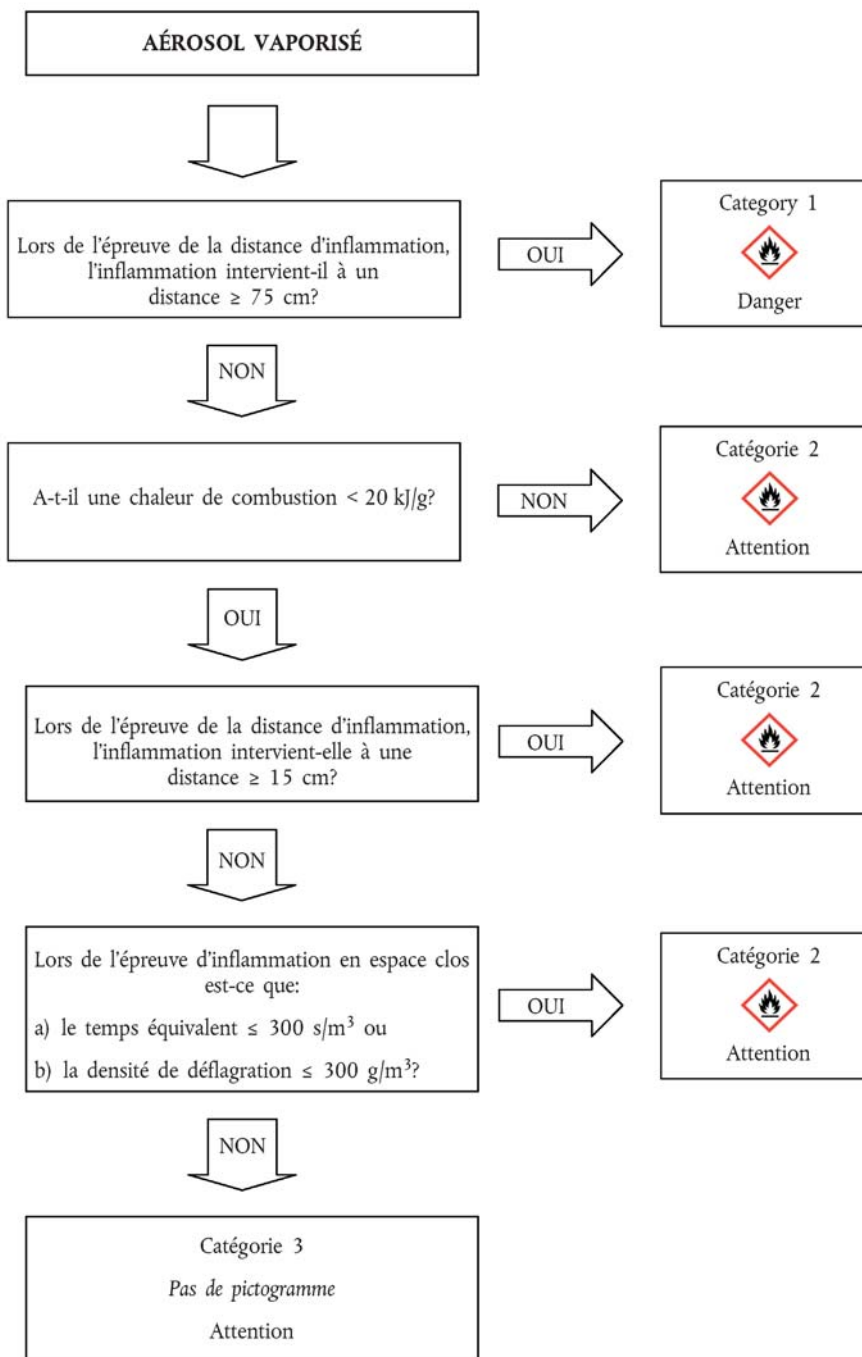 AÉROSOL VAPORISÉ
Lors de l'épreuve de la distance d'inflammation,
l'inflammation intervient-il à un
distance ≥ 75 cm?
OUI
Category 1
Danger
NON
A-t-il une chaleur de combustion < 20 kJ/g?
NON
Catégorie 2
Attention
OUI
Lors de l'épreuve de la distance d'inflammation,
l'inflammation intervient-elle à une
distance ≥ 15 cm?
OUI
Catégorie 2
Attention
NON
Lors de l'épreuve d'inflammation en espace clos
est-ce que:
a) le temps équivalent ≤ 300 s/m³ ou
b) la densité de déflagration ≤ 300 g/m³?
OUI
Catégorie 2
Attention
NON
Catégorie 3
Pas de pictogramme
Attention